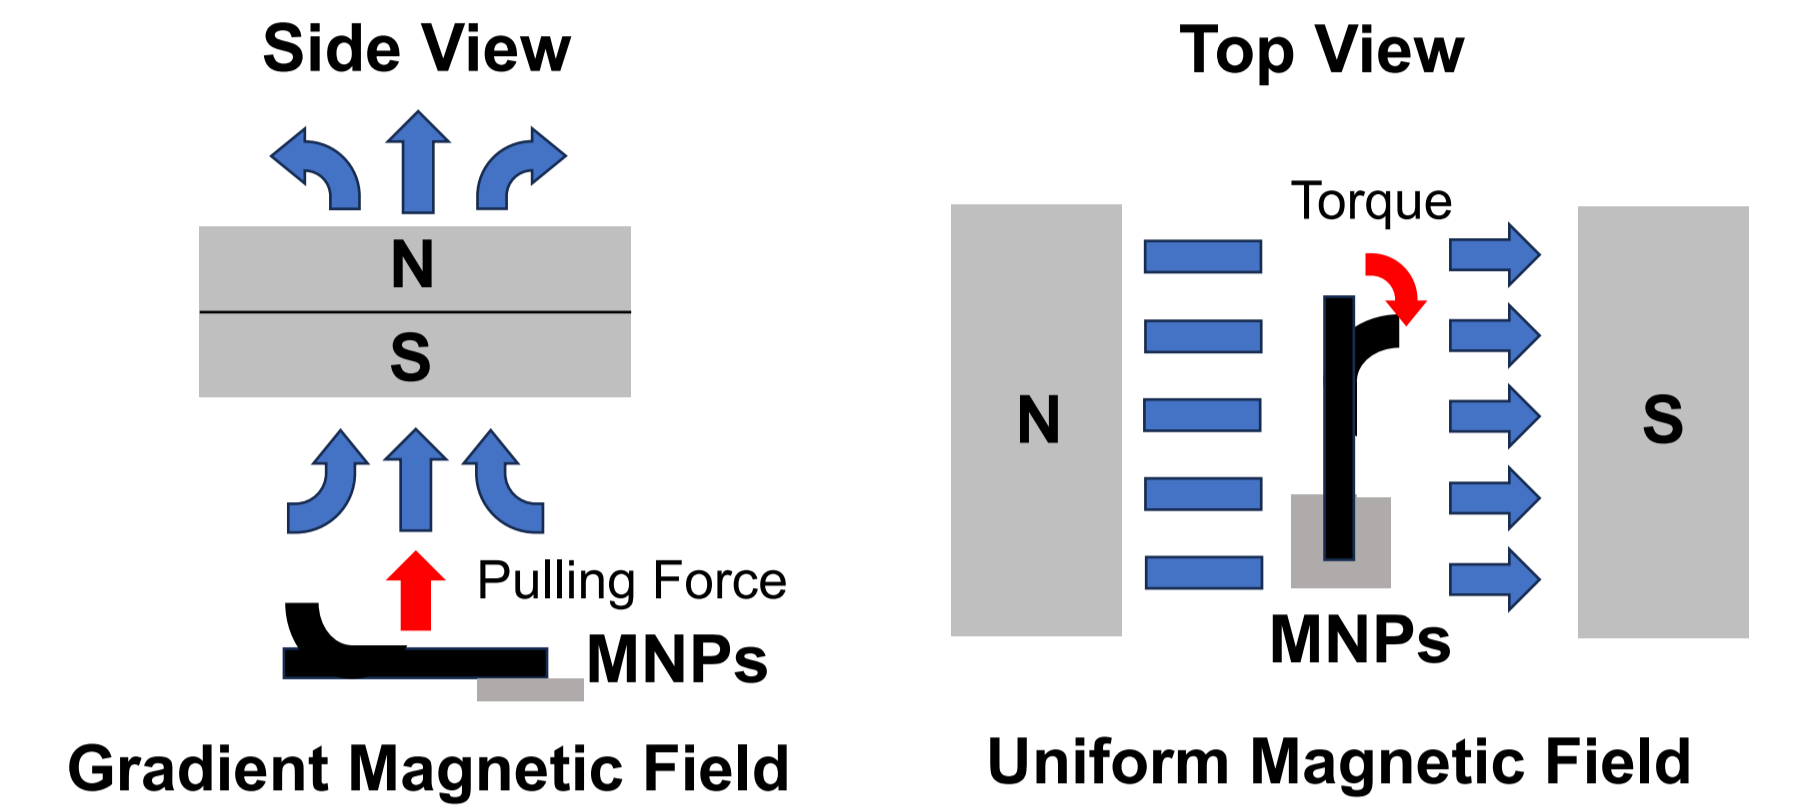 Side View
N
S
Pulling Force
MNPs
Gradient Magnetic Field
Top View
Torque
N
S
MNPs
Uniform Magnetic Field